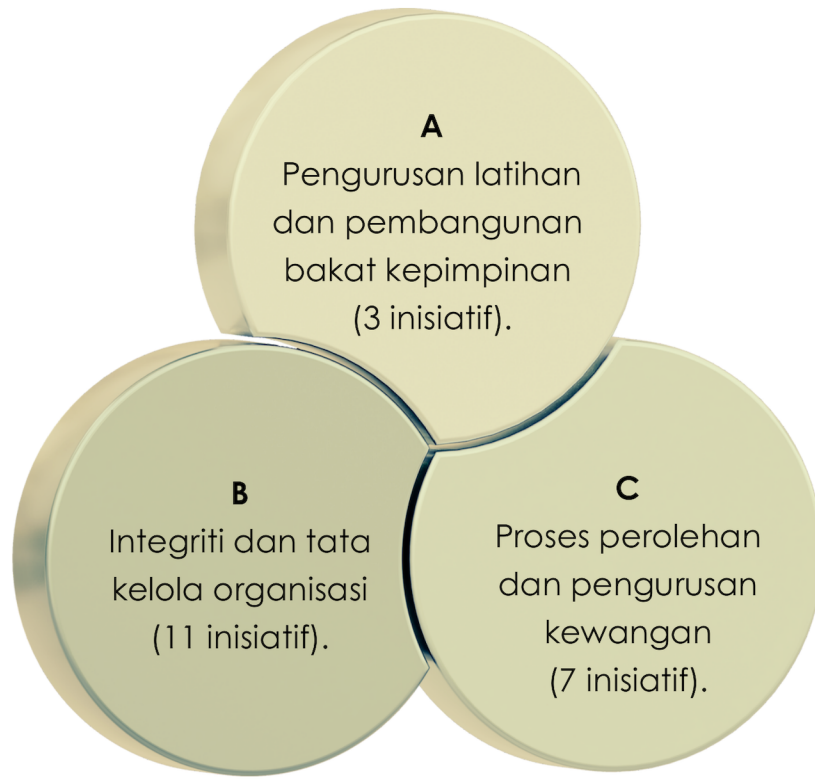 A
Pengurusan latihan
dan pembangunan
bakat kepimpinan
(3 inisiatif).
B
Integriti dan tata
kelola organisasi
(11 inisiatif).
C
Proses perolehan
dan pengurusan
kewangan
(7 inisiatif).